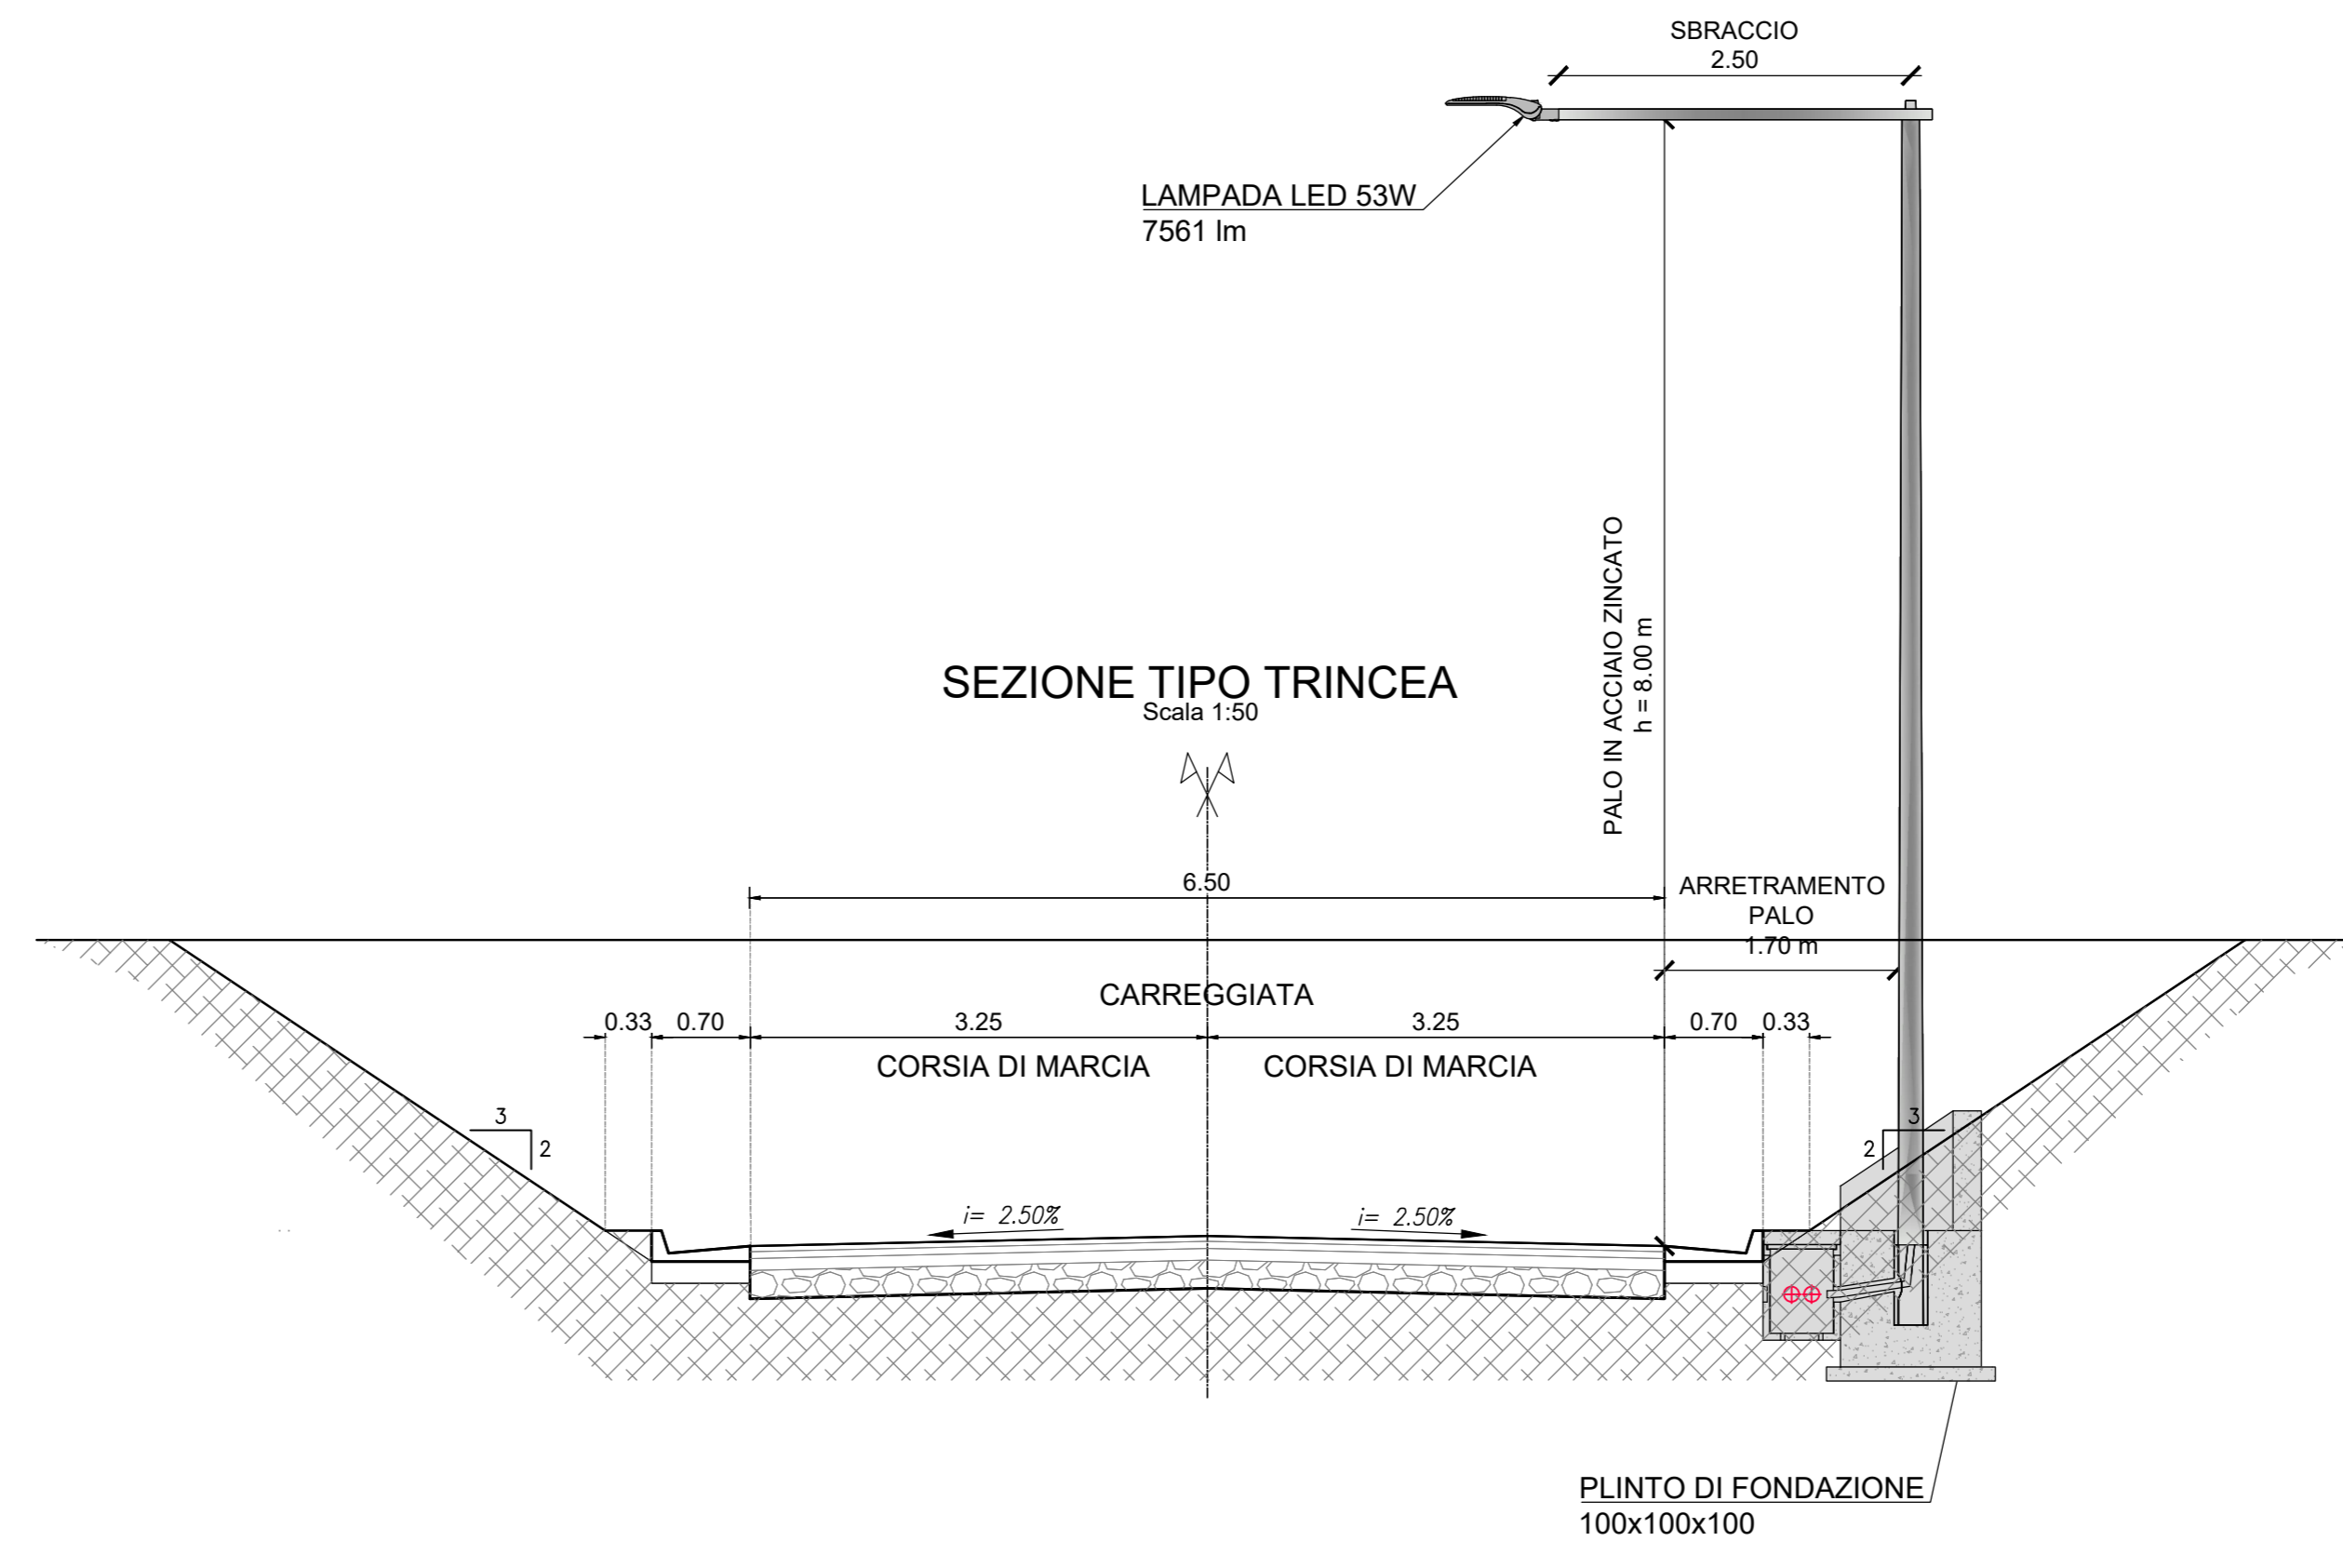 SBRACCIO
2.50
LAMPADA LED 53W
7561 lm
PALO IN ACCIAIO ZINCATO
h = 8.00 m
SEZIONE TIPO TRINCEA
Scala 1:50
6.50
ARRETRAMENTO
PALO
1.70 m
CARREGGIATA
0.33 0.70 3.25 3.25 0.70 0.33
CORSIA DI MARCIA CORSIA DI MARCIA
3 3
2 2
i= 2.50% i= 2.50%
PLINTO DI FONDAZIONE
100x100x100